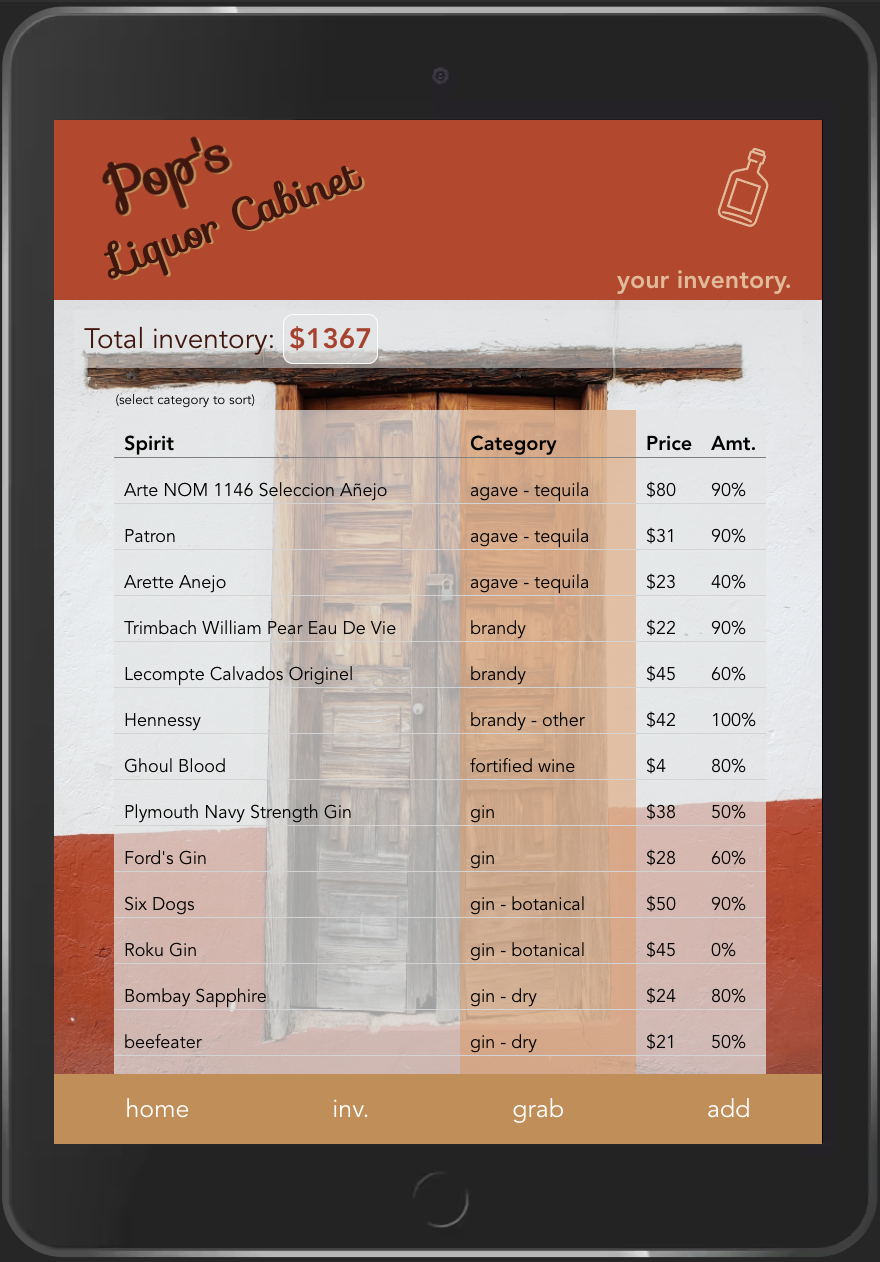 Pop's
Liquor Cabinet
your inventory.
Total inventory: $1367
(select category to sort)
Spirit Category Price Amt.
Arte NOM 1146 Seleccion Añejo agave - tequila $80 90%
Patron agave - tequila $31 90%
Arette Anejo agave - tequila $23 40%
Trimbach William Pear Eau De Vie brandy $22 90%
Lecompte Calvados Originel brandy $45 60%
Hennessy brandy - other $42 100%
Ghoul Blood fortified wine $4 80%
Plymouth Navy Strength Gin gin $38 50%
Ford's Gin gin $28 60%
Six Dogs gin - botanical $50 90%
Roku Gin gin - botanical $45 0%
Bombay Sapphire gin - dry $24 80%
beefeater gin - dry $21 50%
home inv. grab add